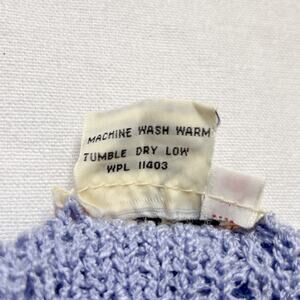 MACHINE WASH WARM
TUMBLE DRY LOW
WPL 11403